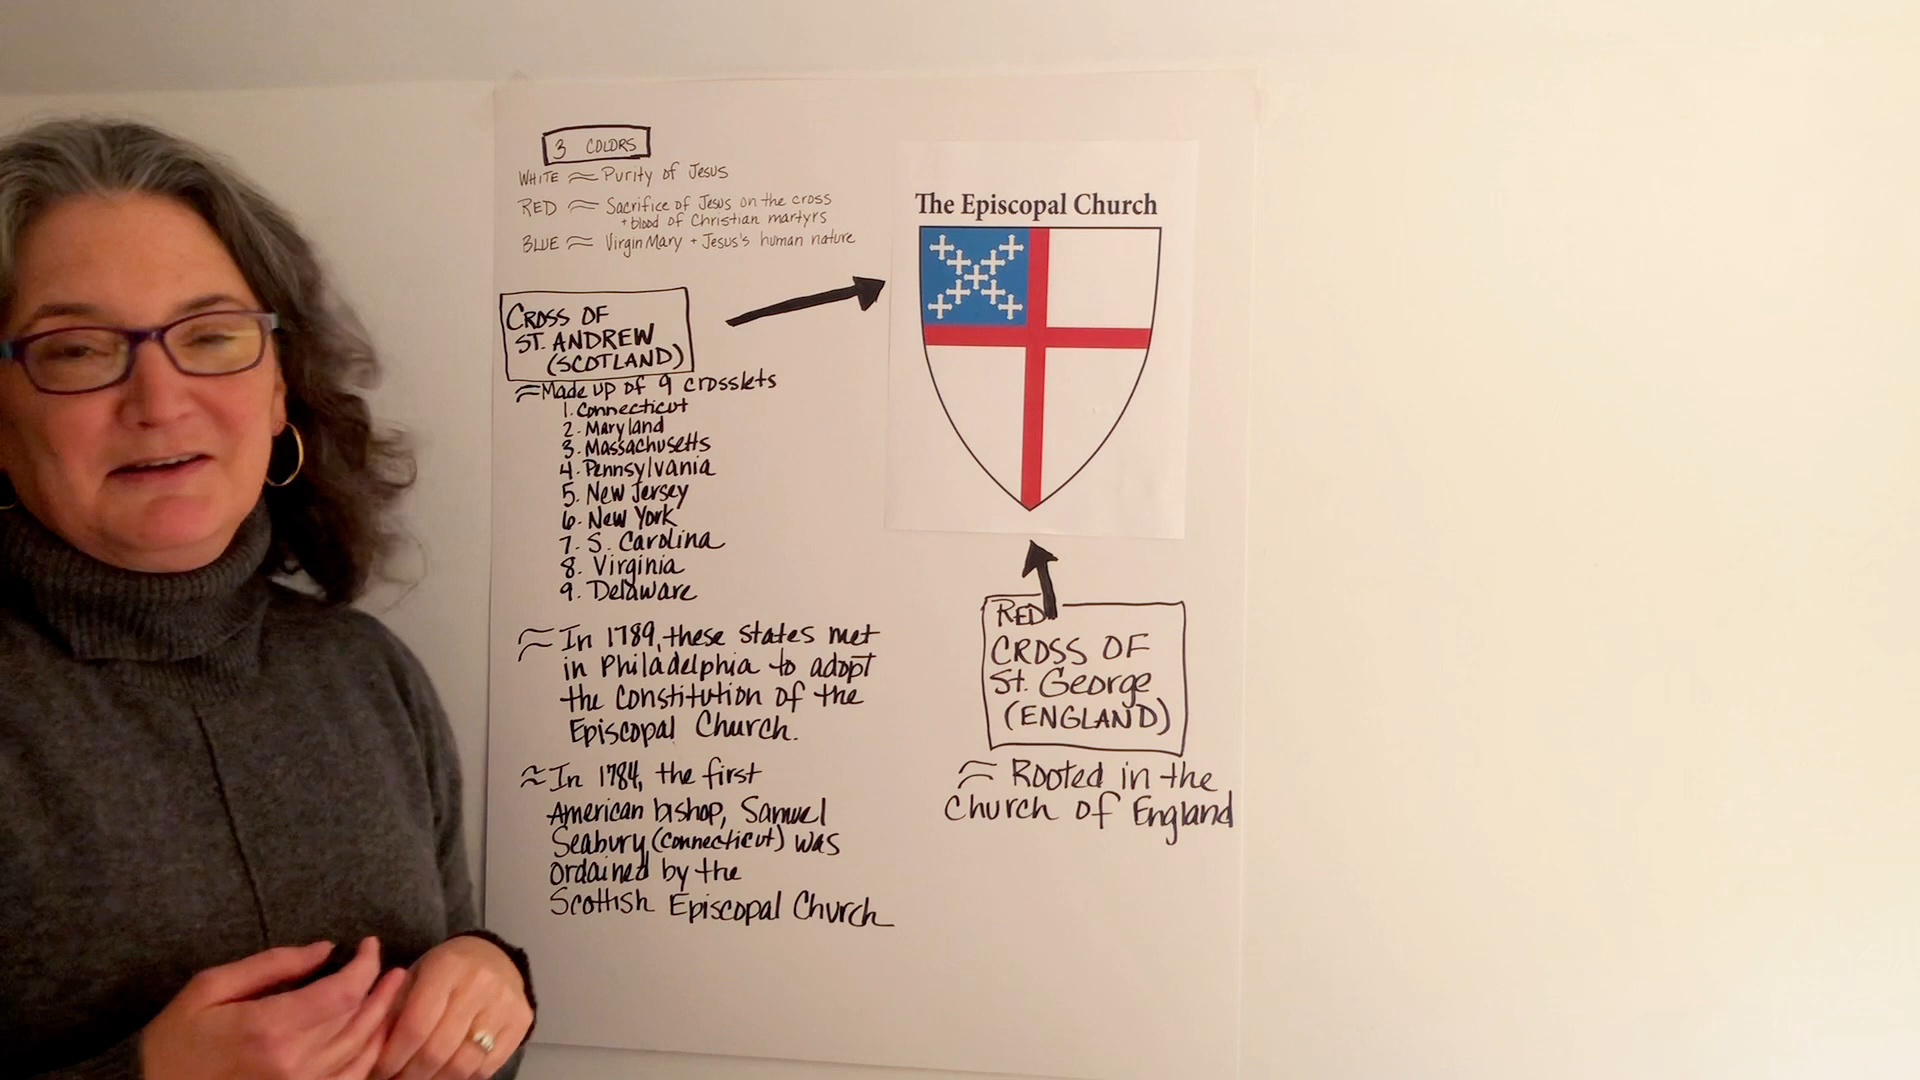 3 COLORS
WHITE ≈ Purity of Jesus
RED ≈ Sacrifice of Jesus on the cross
+ blood of Christian martyrs
BLUE ≈ Virgin Mary + Jesus's human nature
CROSS OF
ST. ANDREW
(SCOTLAND)
≈ Made up of 9 crosslets
1. Connecticut
2. Maryland
3. Massachusetts
4. Pennsylvania
5. New Jersey
6. New York
7. S. Carolina
8. Virginia
9. Delaware
≈ In 1789, these states met
in Philadelphia to adopt
the Constitution of the
Episcopal Church.
≈ In 1784, the first
American bishop, Samuel
Seabury (Connecticut) was
ordained by the
Scottish Episcopal Church
The Episcopal Church
RED
CROSS OF
St. George
(ENGLAND)
≈ Rooted in the
Church of England